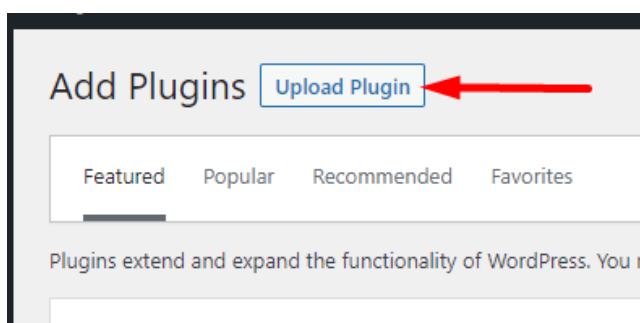 Add Plugins Upload Plugin
Featured Popular Recommended Favorites
Plugins extend and expand the functionality of WordPress. You